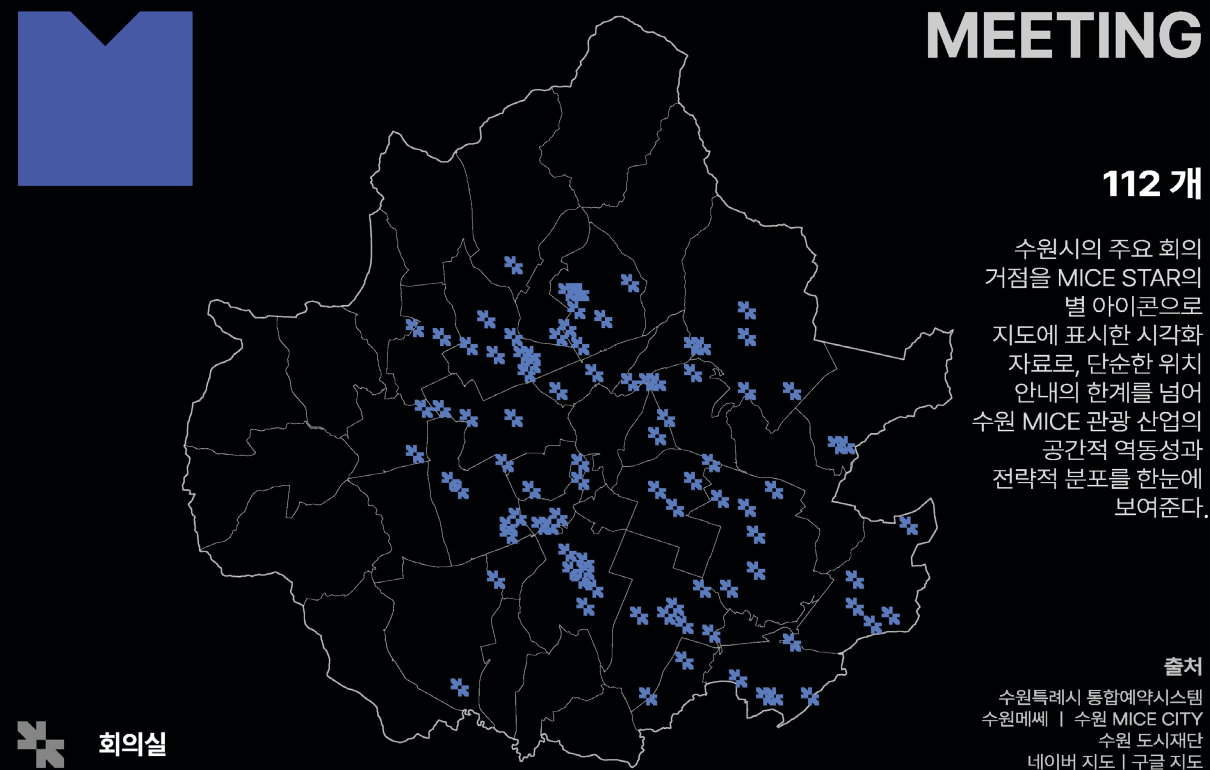 MEETING
112 개
수원시의 주요 회의
거점을 MICE STAR의
별 아이콘으로
지도에 표시한 시각화
자료로, 단순한 위치
안내의 한계를 넘어
수원 MICE 관광 산업의
공간적 역동성과
전략적 분포를 한눈에
보여준다.
출처
수원특례시 통합예약시스템
수원메쎄 | 수원 MICE CITY
수원 도시재단
네이버 지도 | 구글 지도
회의실